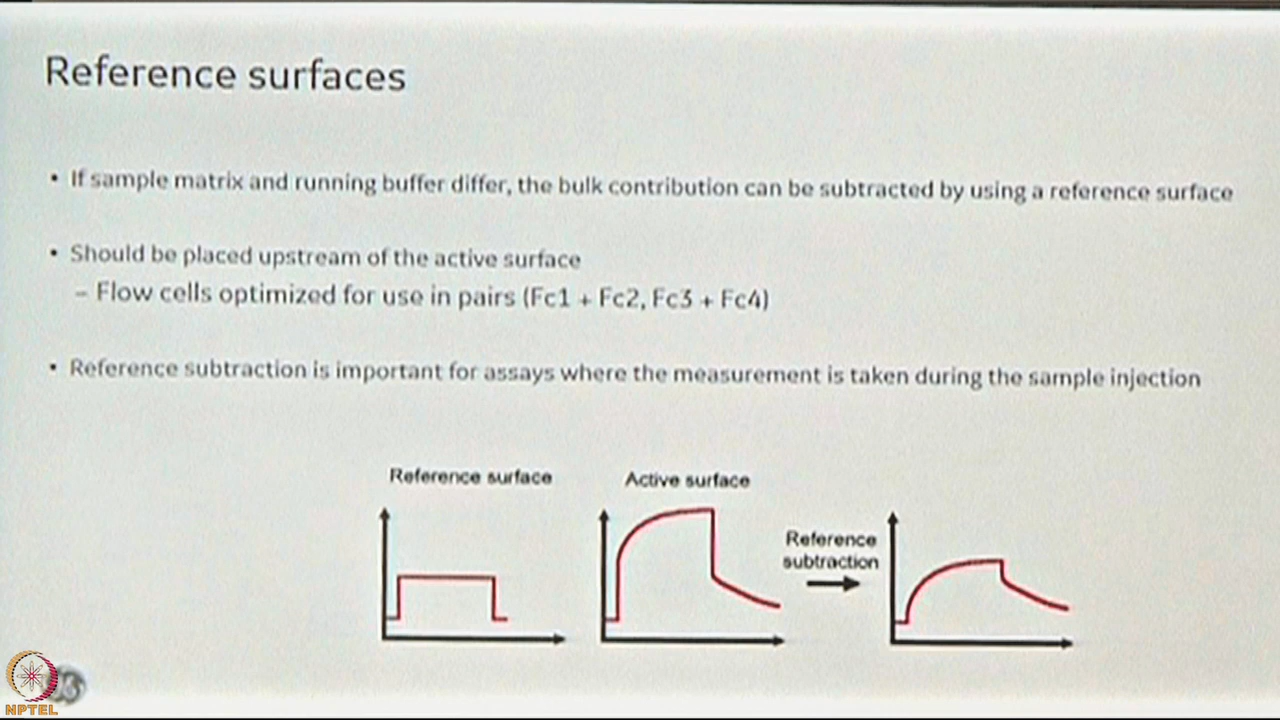 Reference surfaces
• If sample matrix and running buffer differ, the bulk contribution can be subtracted by using a reference surface
• Should be placed upstream of the active surface
– Flow cells optimized for use in pairs (Fc1 + Fc2, Fc3 + Fc4)
• Reference subtraction is important for assays where the measurement is taken during the sample injection
Reference surface
Active surface
Reference
subtraction
NPTEL